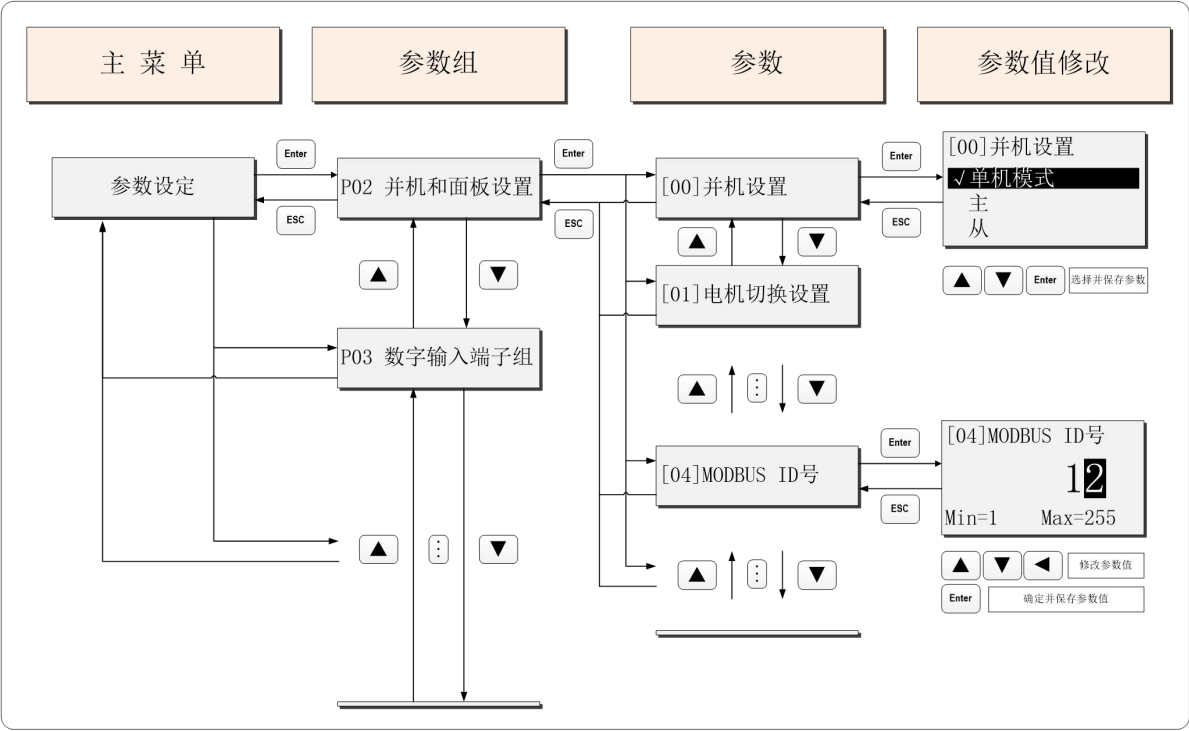 主 菜 单
参数组
参数
参数值修改
参数设定
Enter
ESC
P02 并机和面板设置
▲
▼
P03 数字输入端子组
▲
⋮
▼
Enter
ESC
[00]并机设置
▲
▼
[01]电机切换设置
▲
⋮
▼
[04]MODBUS ID号
▲
⋮
▼
Enter
ESC
[00]并机设置
√单机模式
主
从
▲ ▼ Enter 选择并保存参数
Enter
ESC
[04]MODBUS ID号
12
Min=1 Max=255
▲ ▼ ◀ 修改参数值
Enter 确定并保存参数值